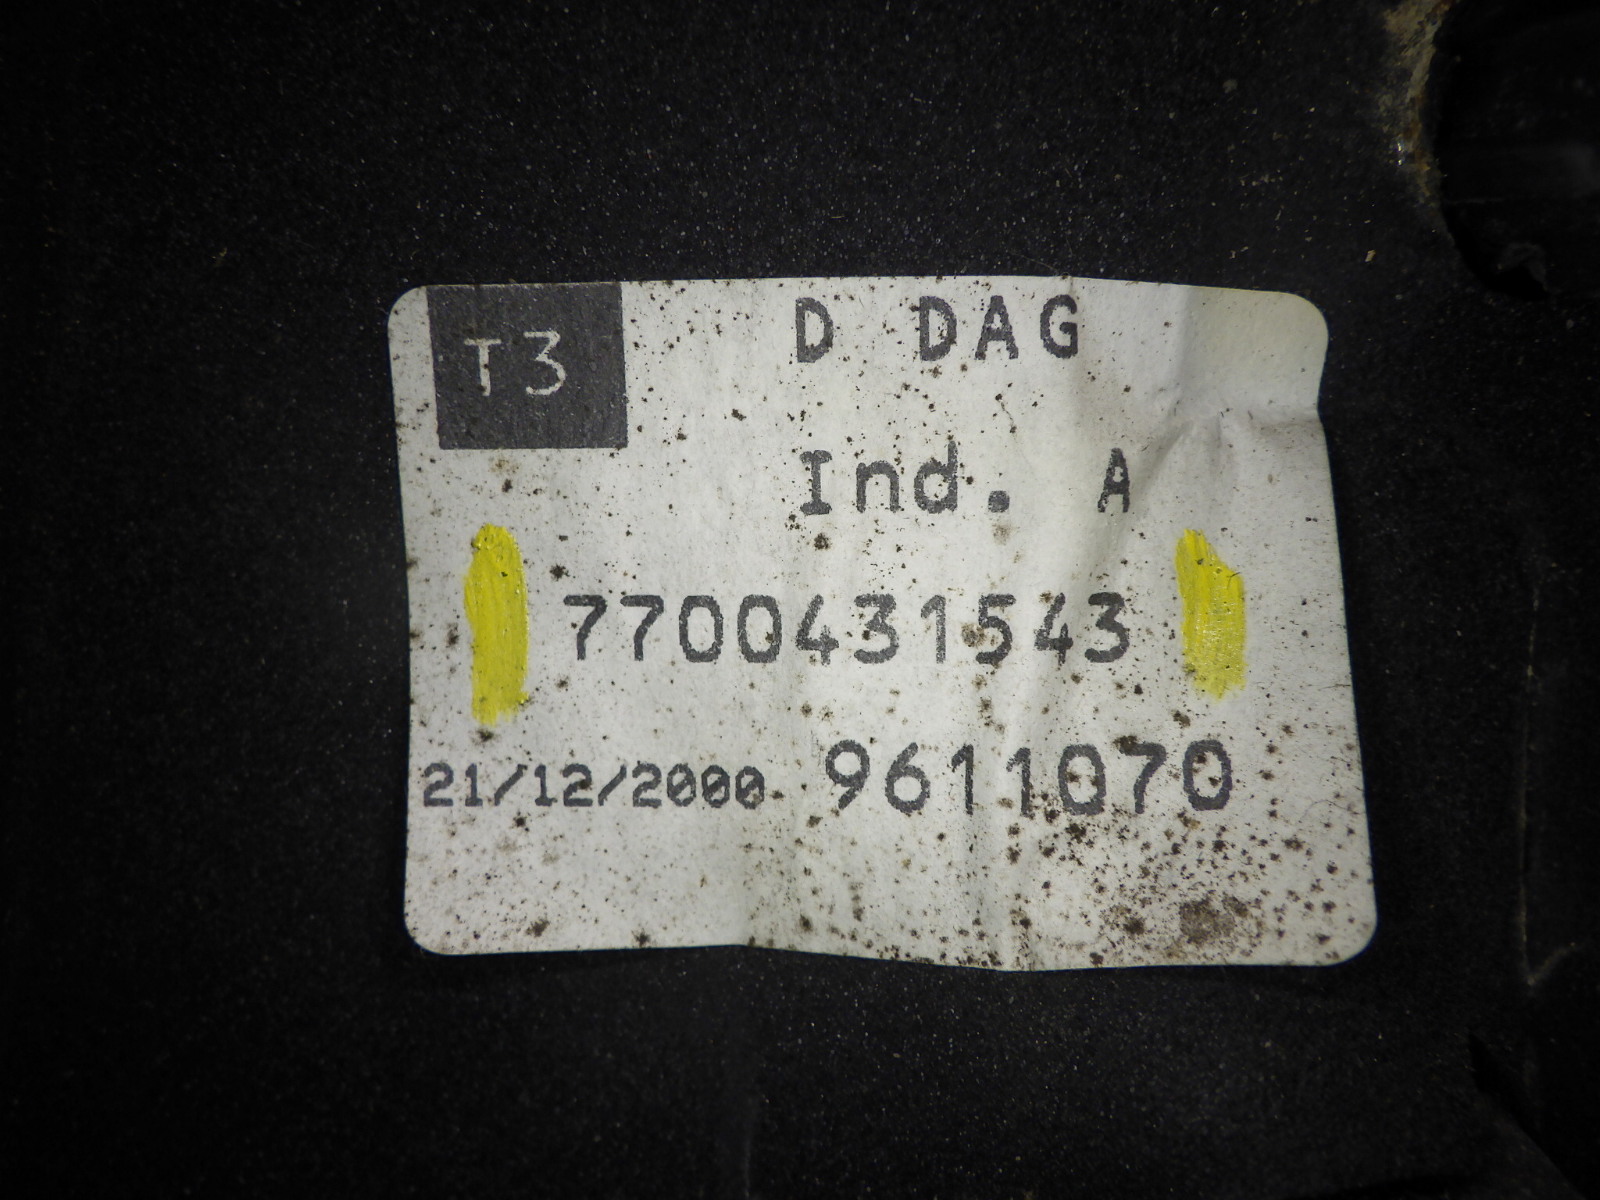 T3 D DAG
Ind. A
7700431543
21/12/2000 9611070